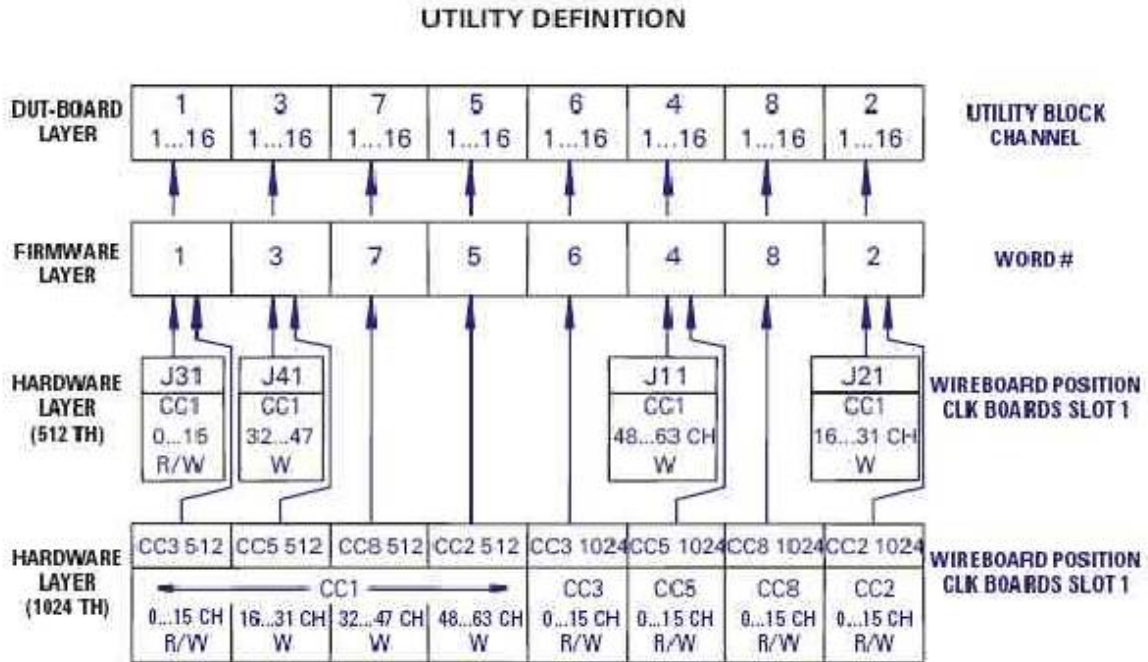 UTILITY DEFINITION
DUT-BOARD LAYER 1 3 7 5 6 4 8 2 UTILITY BLOCK CHANNEL
1...16 1...16 1...16 1...16 1...16 1...16 1...16 1...16
FIRMWARE LAYER 1 3 7 5 6 4 8 2 WORD #
HARDWARE LAYER (512 TH)
J31
CC1
0...15
R/W
J41
CC1
32...47
W
J11
CC1
48...63 CH
W
J21
CC1
16...31 CH
W
WIREBOARD POSITION
CLK BOARDS SLOT 1
HARDWARE LAYER (1024 TH)
CC3 512 CC5 512 CC8 512 CC2 512 CC3 1024 CC5 1024 CC8 1024 CC2 1024
CC1 CC3 CC5 CC8 CC2
0...15 CH 16...31 CH 32...47 CH 48...63 CH 0...15 CH 0...15 CH 0...15 CH 0...15 CH
R/W W W W R/W R/W R/W R/W
WIREBOARD POSITION
CLK BOARDS SLOT 1